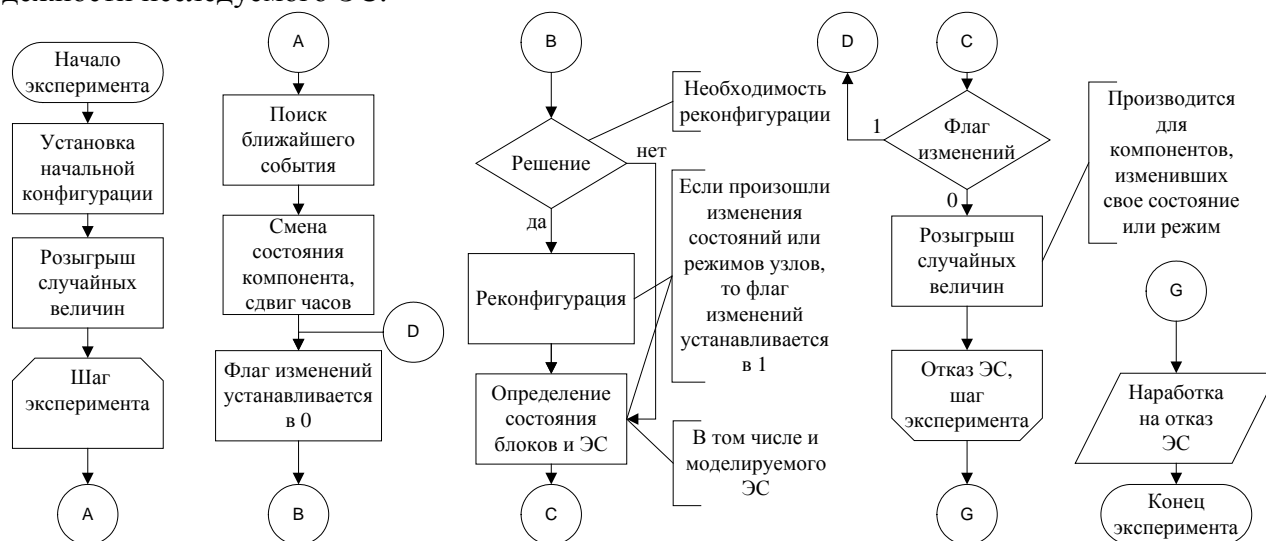 Начало
эксперимента
Установка
начальной
конфигурации
Розыгрыш
случайных
величин
Шаг
эксперимента
A
A
Поиск
ближайшего
события
Смена
состояния
компонента,
сдвиг часов
D
Флаг изменений
устанавливается
в 0
B
B
Необходимость
реконфигурации
Решение
нет
да
Реконфигурация
Если произошли
изменения
состояний или
режимов узлов,
то флаг
изменений
устанавливается
в 1
Определение
состояния
блоков и ЭС
В том числе и
моделируемого
ЭС
C
D
C
1
Флаг
изменений
0
Производится
для
компонентов,
изменивших
свое состояние
или режим
Розыгрыш
случайных
величин
Отказ ЭС,
шаг
эксперимента
G
G
Наработка
на отказ
ЭС
Конец
эксперимента